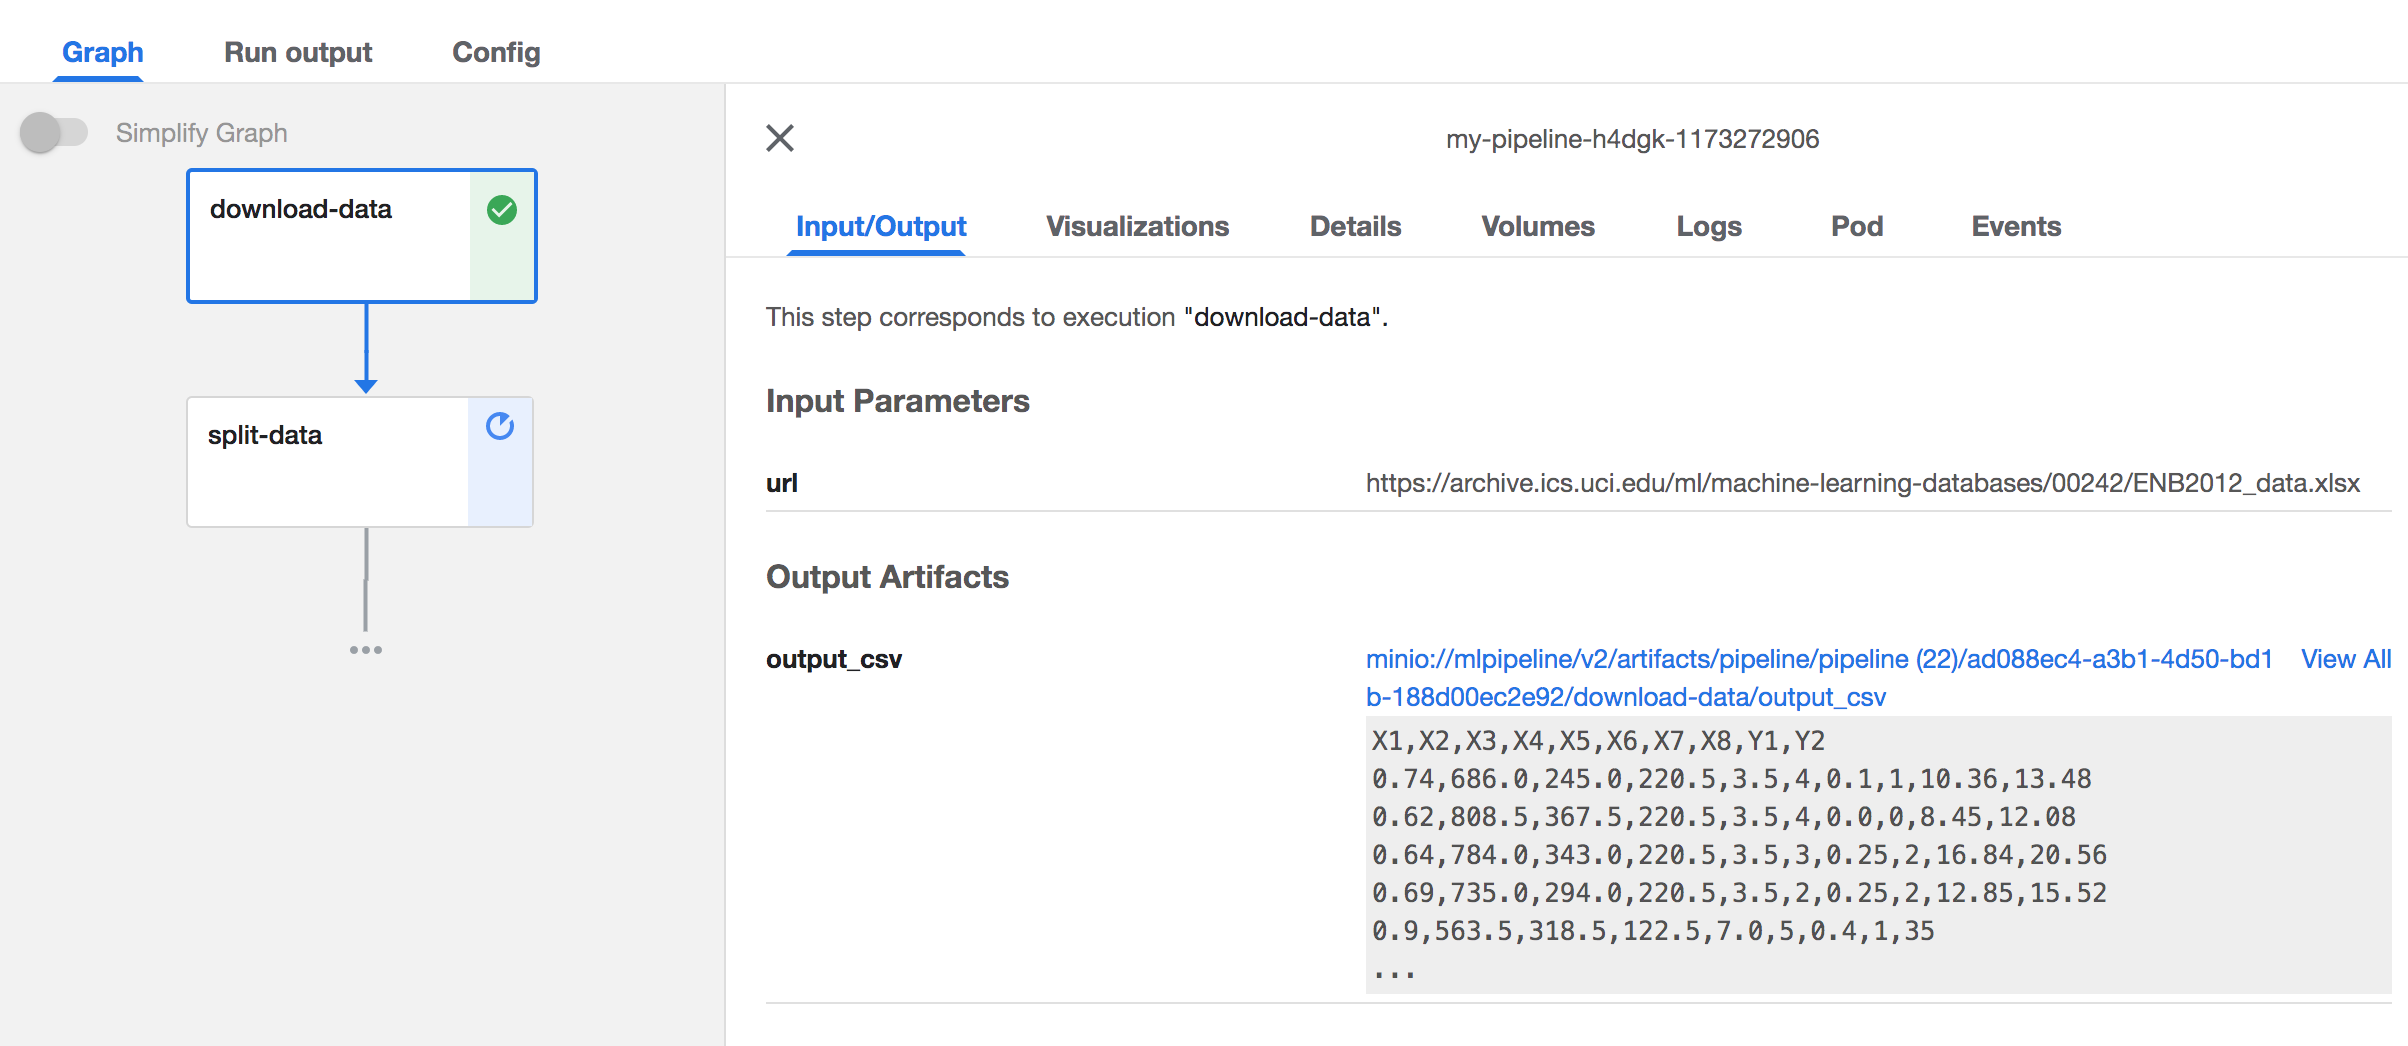 Graph Run output Config
Simplify Graph
download-data
split-data
my-pipeline-h4dgk-1173272906
Input/Output Visualizations Details Volumes Logs Pod Events
This step corresponds to execution "download-data".
Input Parameters
url https://archive.ics.uci.edu/ml/machine-learning-databases/00242/ENB2012_data.xlsx
Output Artifacts
output_csv minio://mlpipeline/v2/artifacts/pipeline/pipeline (22)/ad088ec4-a3b1-4d50-bd1 View All
b-188d00ec2e92/download-data/output_csv
X1,X2,X3,X4,X5,X6,X7,X8,Y1,Y2
0.74,686.0,245.0,220.5,3.5,4,0.1,1,10.36,13.48
0.62,808.5,367.5,220.5,3.5,4,0.0,0,8.45,12.08
0.64,784.0,343.0,220.5,3.5,3,0.25,2,16.84,20.56
0.69,735.0,294.0,220.5,3.5,2,0.25,2,12.85,15.52
0.9,563.5,318.5,122.5,7.0,5,0.4,1,35
...